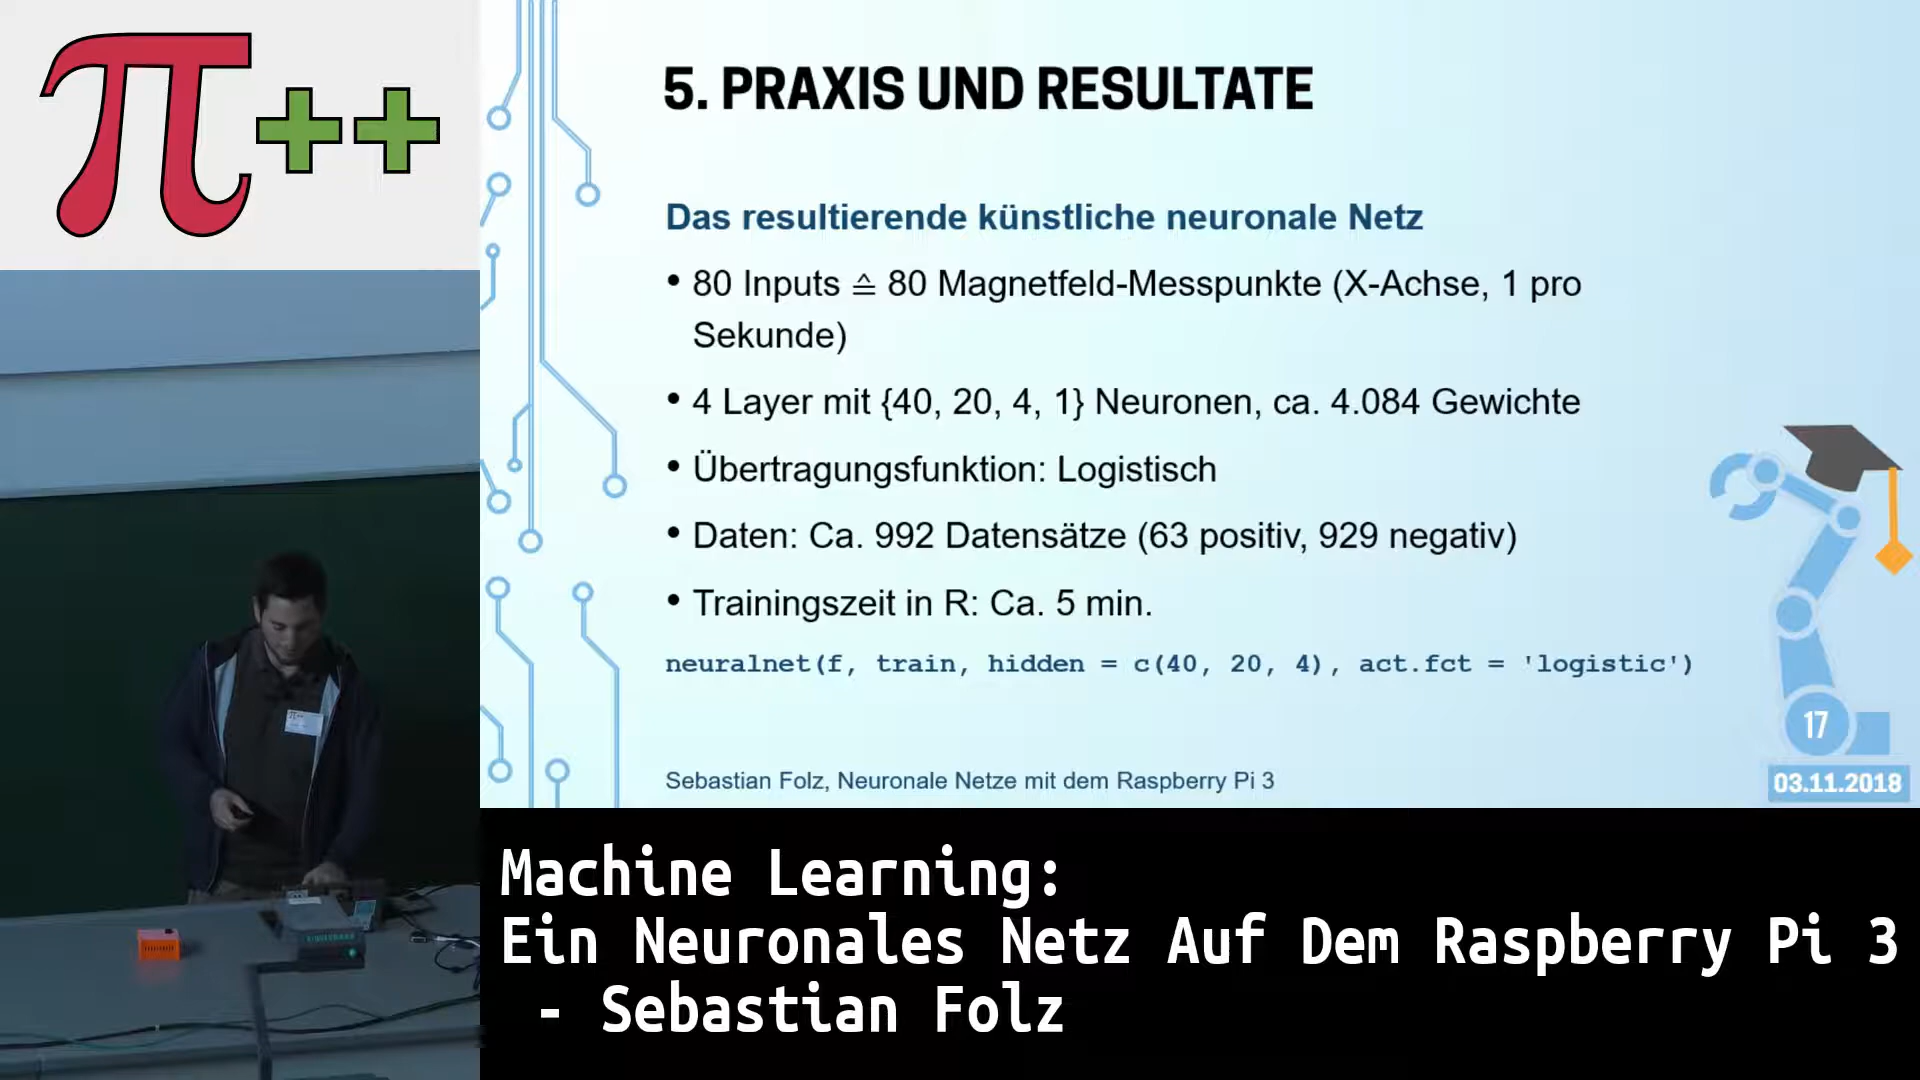 π++
5. PRAXIS UND RESULTATE
Das resultierende künstliche neuronale Netz
• 80 Inputs ≙ 80 Magnetfeld-Messpunkte (X-Achse, 1 pro
Sekunde)
• 4 Layer mit {40, 20, 4, 1} Neuronen, ca. 4.084 Gewichte
• Übertragungsfunktion: Logistisch
• Daten: Ca. 992 Datensätze (63 positiv, 929 negativ)
• Trainingszeit in R: Ca. 5 min.
neuralnet(f, train, hidden = c(40, 20, 4), act.fct = 'logistic')
17
Sebastian Folz, Neuronale Netze mit dem Raspberry Pi 3
03.11.2018
Machine Learning:
Ein Neuronales Netz Auf Dem Raspberry Pi 3
- Sebastian Folz